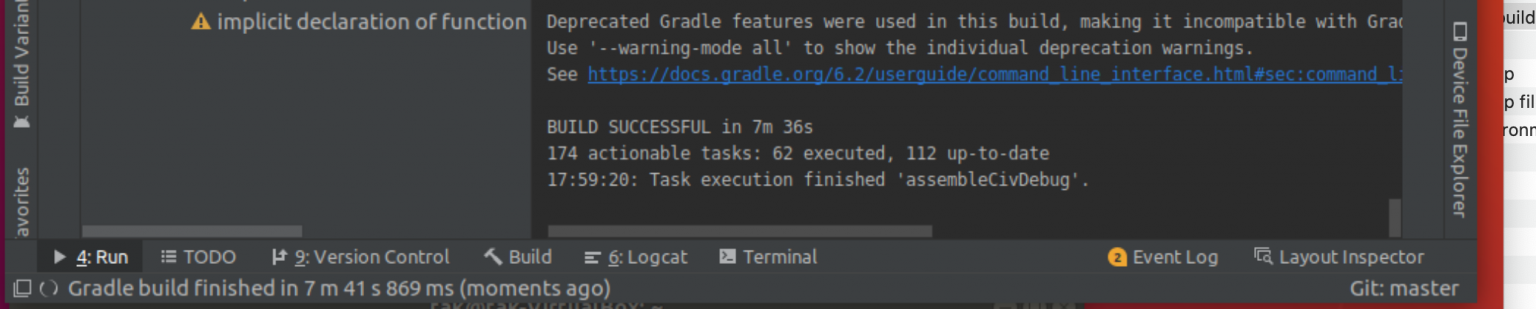 Build Variant
avorites
implicit declaration of function
Deprecated Gradle features were used in this build, making it incompatible with Grad
Use '--warning-mode all' to show the individual deprecation warnings.
See https://docs.gradle.org/6.2/userguide/command_line_interface.html#sec:command_li
BUILD SUCCESSFUL in 7m 36s
174 actionable tasks: 62 executed, 112 up-to-date
17:59:20: Task execution finished 'assembleCivDebug'.
Device File Explorer
uild
p
p fil
ronm
4: Run TODO 9: Version Control Build 6: Logcat Terminal 2 Event Log Layout Inspector
Gradle build finished in 7 m 41 s 869 ms (moments ago) Git: master